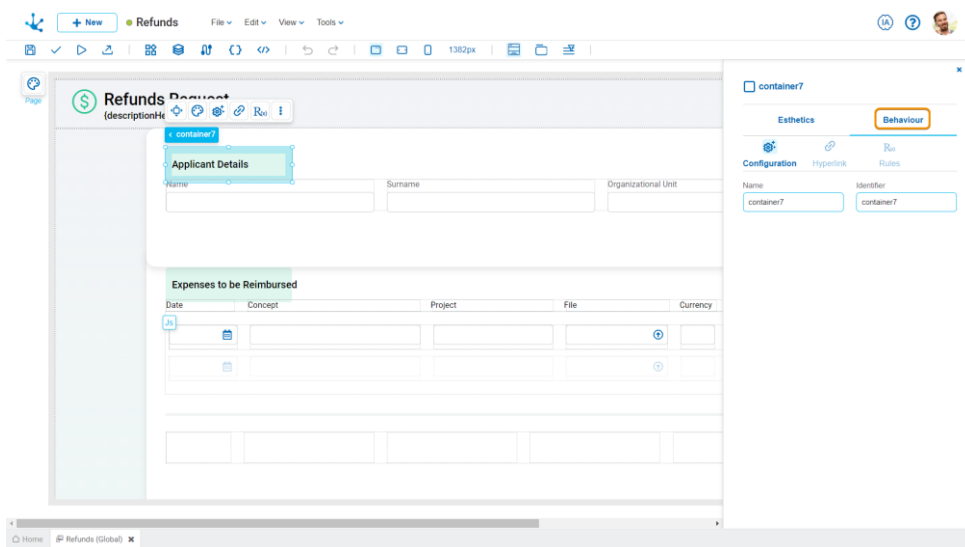 + New
Refunds
File
Edit
View
Tools
IA
?
</>
1382px
Page
$
Refunds Request
{descriptionHe
R(x)
container7
Applicant Details
Name
Surname
Organizational Unit
Expenses to be Reimbursed
Date
Concept
Project
File
Currency
Js
container7
Esthetics
Behaviour
R(x)
Configuration
Hyperlink
Rules
Name
Identifier
container7
container7
Home
Refunds (Global)